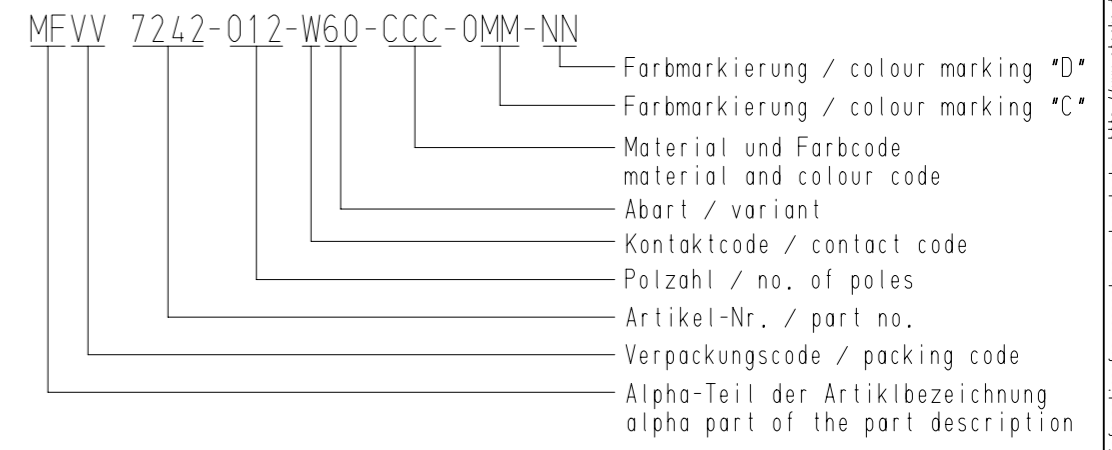 MFVV 7242-012-W60-CCC-0MM-NN
Farbmarkierung / colour marking "D"
Farbmarkierung / colour marking "C"
Material und Farbcode
material and colour code
Abart / variant
Kontaktcode / contact code
Polzahl / no. of poles
Artikel-Nr. / part no.
Verpackungscode / packing code
Alpha-Teil der Artiklbezeichnung
alpha part of the part description